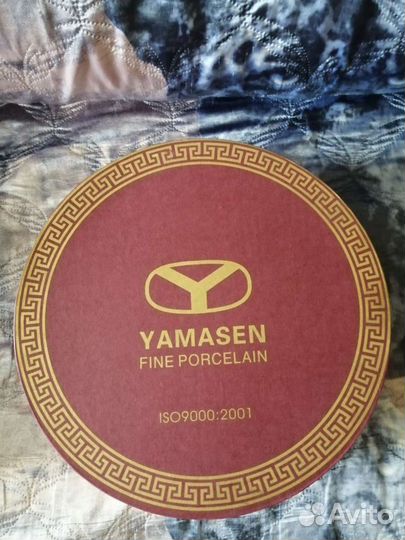 YAMASEN
FINE PORCELAIN
ISO9000:2001
Avito